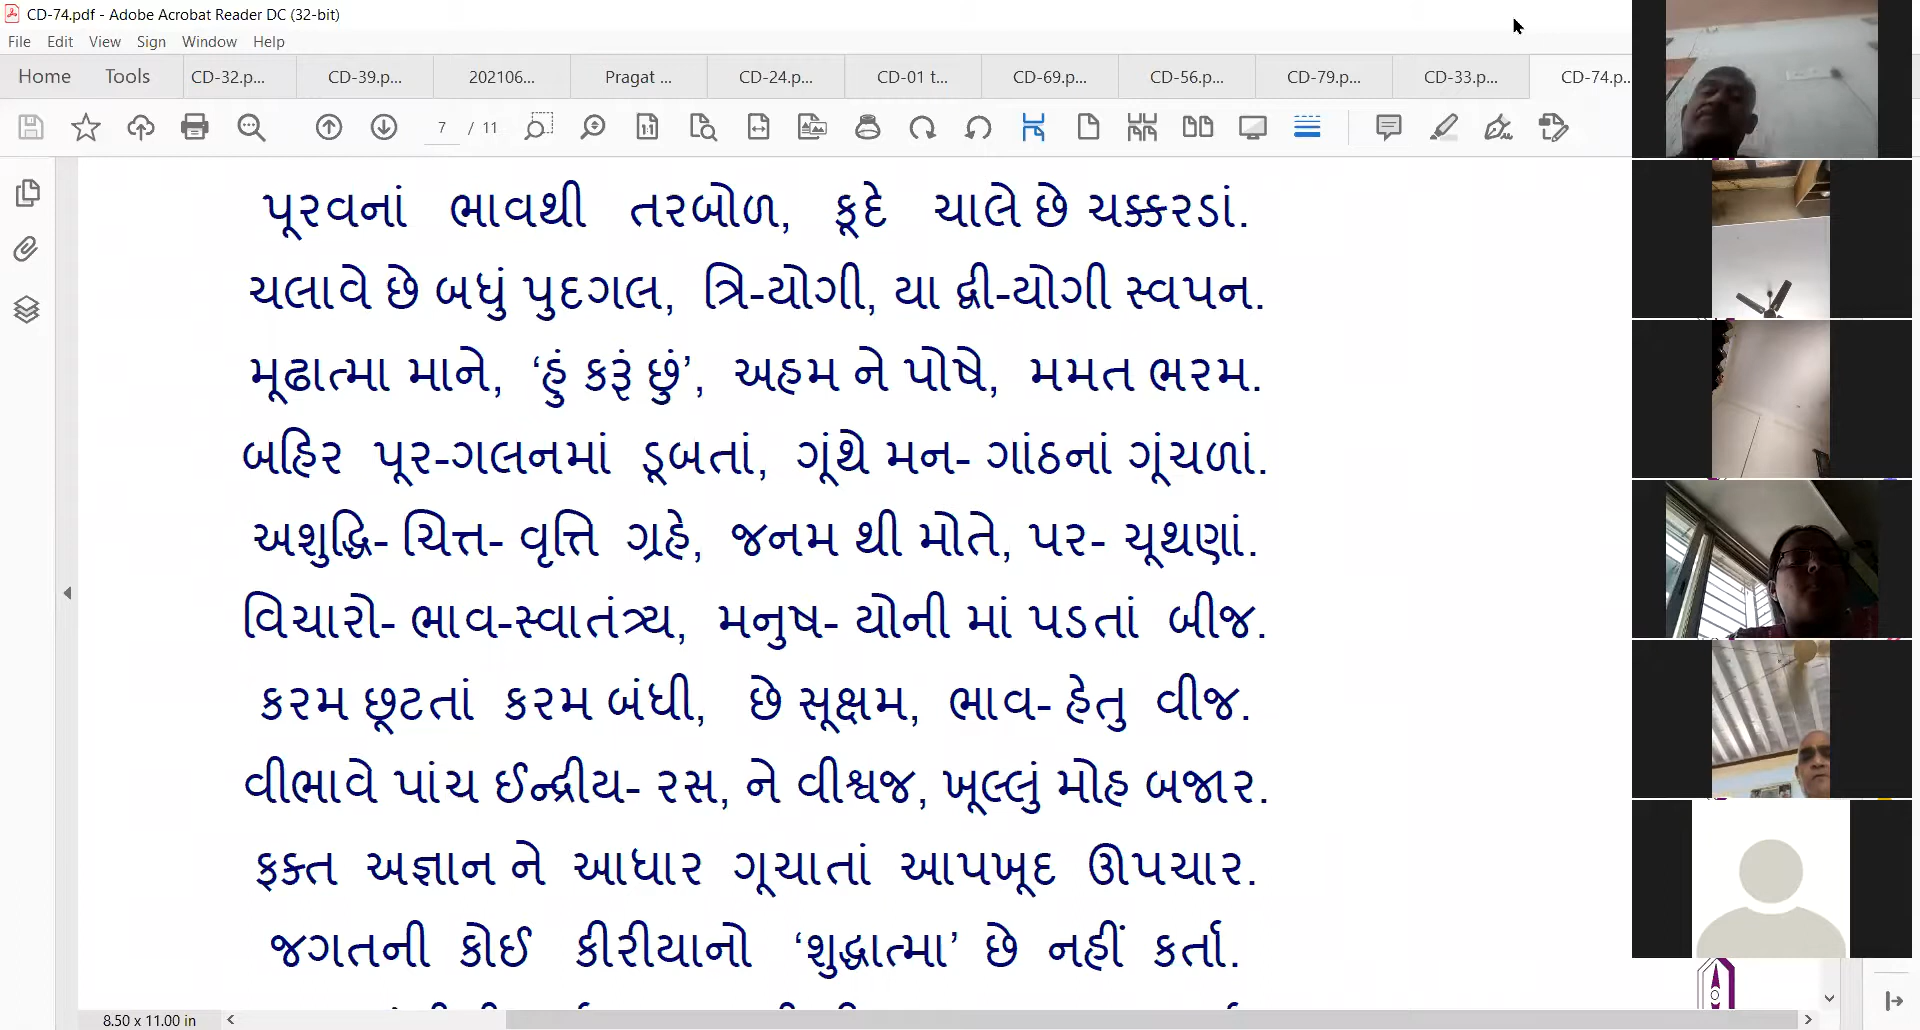 CD-74.pdf - Adobe Acrobat Reader DC (32-bit)
File Edit View Sign Window Help
Home Tools CD-32.p... CD-39.p... 202106... Pragat ... CD-24.p... CD-01 t... CD-69.p... CD-56.p... CD-79.p... CD-33.p... CD-74.p...
7 / 11
પૂરવનાં ભાવથી તરબોળ, કૂદે ચાલે છે ચક્કરડાં.
ચલાવે છે બધું પુદગલ, ત્રિ-યોગી, યા દ્વી-યોગી સ્વપન.
મૂઢાત્મા માને, ‘હું કરૂં છું’, અહમ ને પોષે, મમત ભરમ.
બહિર પૂર-ગલનમાં ડૂબતાં, ગૂંથે મન- ગાંઠનાં ગૂંચળાં.
અશુદ્ધિ- ચિત્ત- વૃત્તિ ગ્રહે, જનમ થી મોતે, પર- ચૂથણાં.
વિચારો- ભાવ-સ્વાતંત્ર્ય, મનુષ- યોની માં પડતાં બીજ.
કરમ છૂટતાં કરમ બંધી, છે સૂક્ષમ, ભાવ- હેતુ વીજ.
વીભાવે પાંચ ઈન્દ્રીય- રસ, ને વીશ્વજ, ખૂલ્લું મોહ બજાર.
ફક્ત અજ્ઞાન ને આધાર ગૂચાતાં આપખૂદ ઊપચાર.
જગતની કોઈ કીરીયાનો ‘શુદ્ધાત્મા’ છે નહીં કર્તા.
8.50 x 11.00 in